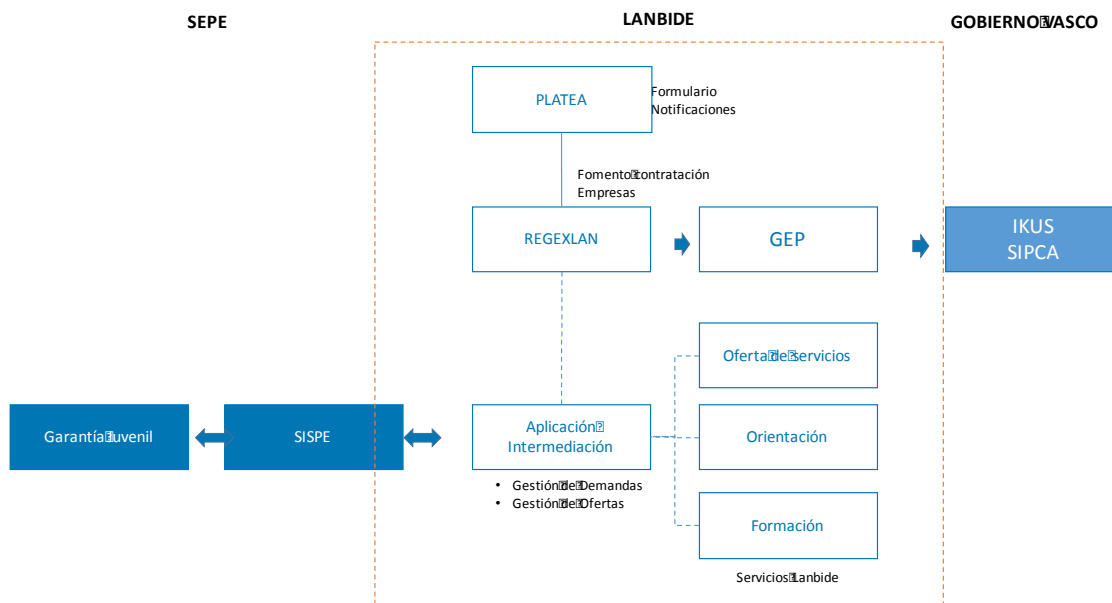 SEPE
LANBIDE
GOBIERNO VASCO
PLATEA
Formulario
Notificaciones
Fomento contratación
Empresas
REGEXLAN
GEP
IKUS
SIPCA
Oferta de servicios
Garantía Juvenil
SISPE
Aplicación
Intermediación
Orientación
• Gestión de Demandas
• Gestión de Ofertas
Formación
Servicios Lanbide